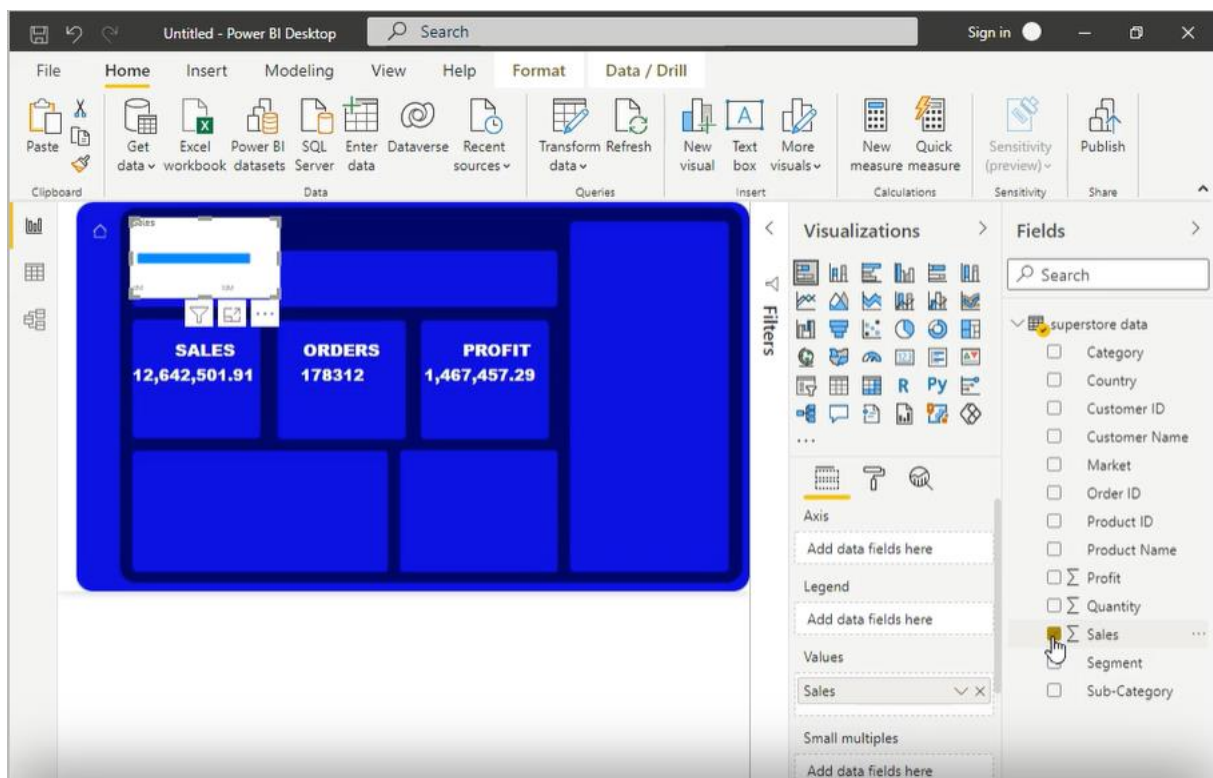 Untitled - Power BI Desktop
Search
Sign in
File Home Insert Modeling View Help Format Data / Drill
Paste
Get data
Excel workbook
Power BI datasets
SQL Server
Enter data
Dataverse
Recent sources
Transform data
Refresh
New visual
Text box
More visuals
New measure
Quick measure
Sensitivity (preview)
Publish
Clipboard
Data
Queries
Insert
Calculations
Sensitivity
Share
Sales
SALES
12,642,501.91
ORDERS
178312
PROFIT
1,467,457.29
Filters
Visualizations
R
Py
...
Axis
Add data fields here
Legend
Add data fields here
Values
Sales
Small multiples
Add data fields here
Fields
Search
superstore data
Category
Country
Customer ID
Customer Name
Market
Order ID
Product ID
Product Name
Σ Profit
Σ Quantity
Σ Sales
Segment
Sub-Category